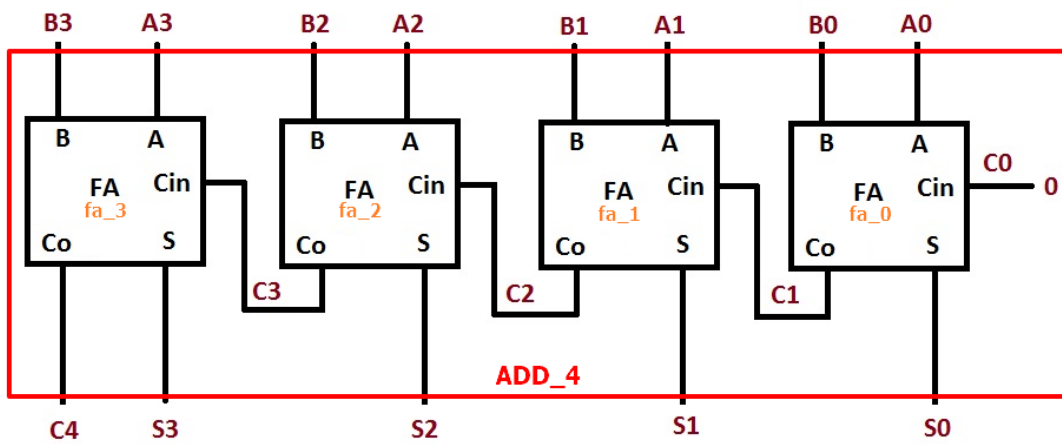 B3 A3 B2 A2 B1 A1 B0 A0
B A B A B A B A
C0
FA Cin FA Cin FA Cin FA Cin 0
fa_3 fa_2 fa_1 fa_0
Co S Co S Co S Co S
C3 C2 C1
ADD_4
C4 S3 S2 S1 S0